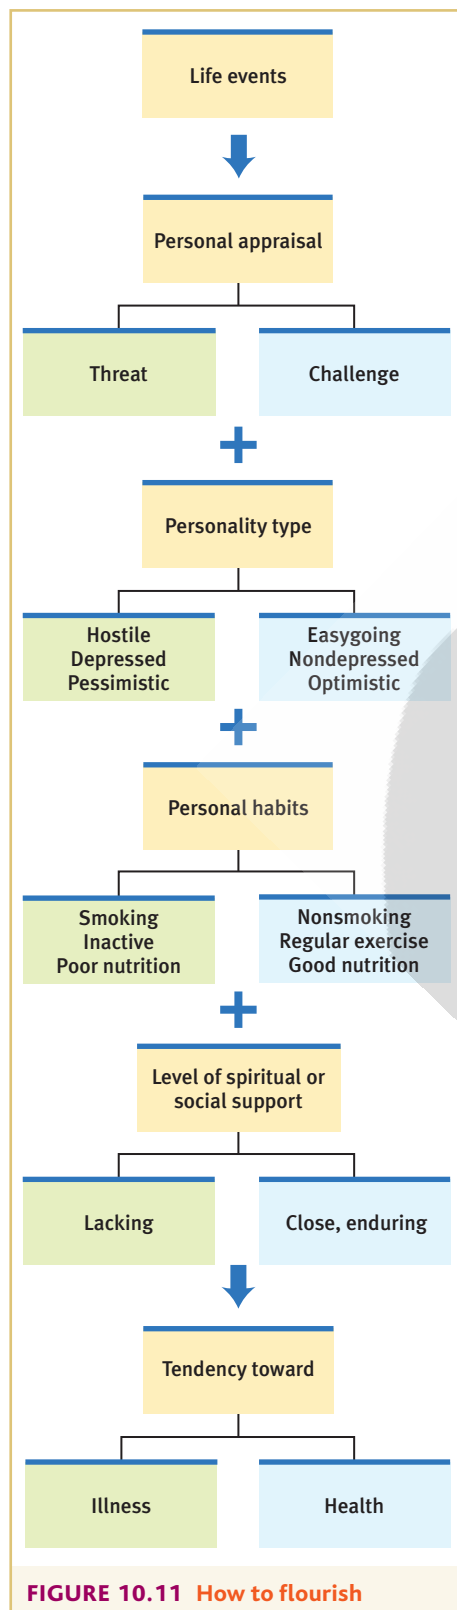 Life events
Personal appraisal
Threat
Challenge
Personality type
Hostile
Depressed
Pessimistic
Easygoing
Nondepressed
Optimistic
Personal habits
Smoking
Inactive
Poor nutrition
Nonsmoking
Regular exercise
Good nutrition
Level of spiritual or
social support
Lacking
Close, enduring
Tendency toward
Illness
Health
FIGURE 10.11 How to flourish